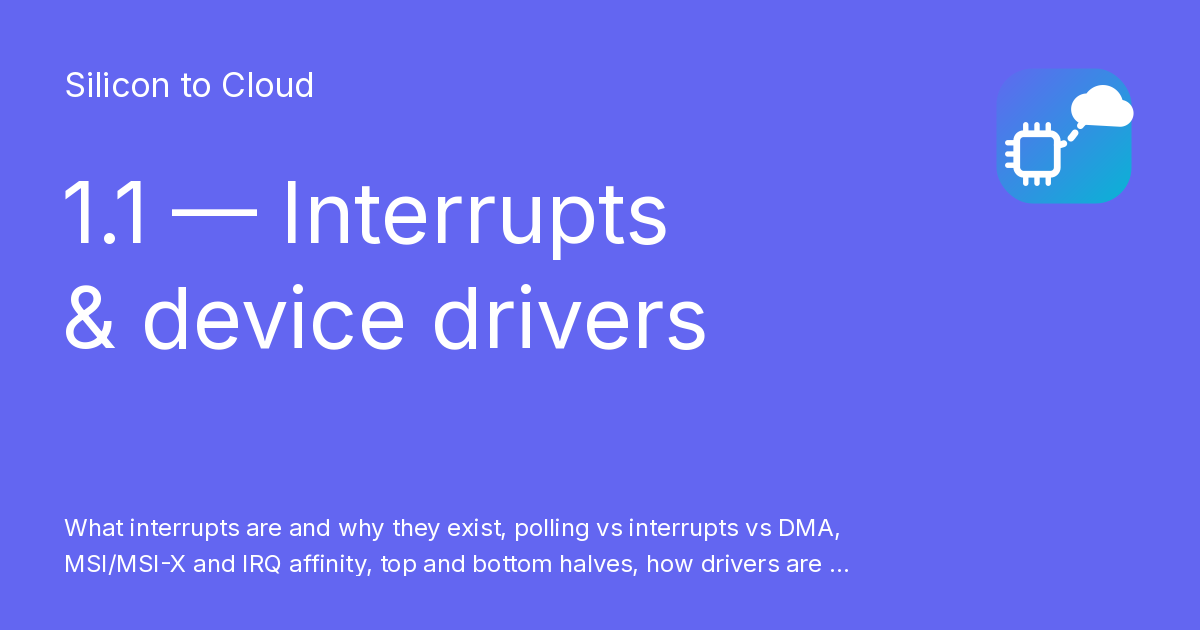 Silicon to Cloud
1.1 — Interrupts
& device drivers
What interrupts are and why they exist, polling vs interrupts vs DMA,
MSI/MSI-X and IRQ affinity, top and bottom halves, how drivers are ...